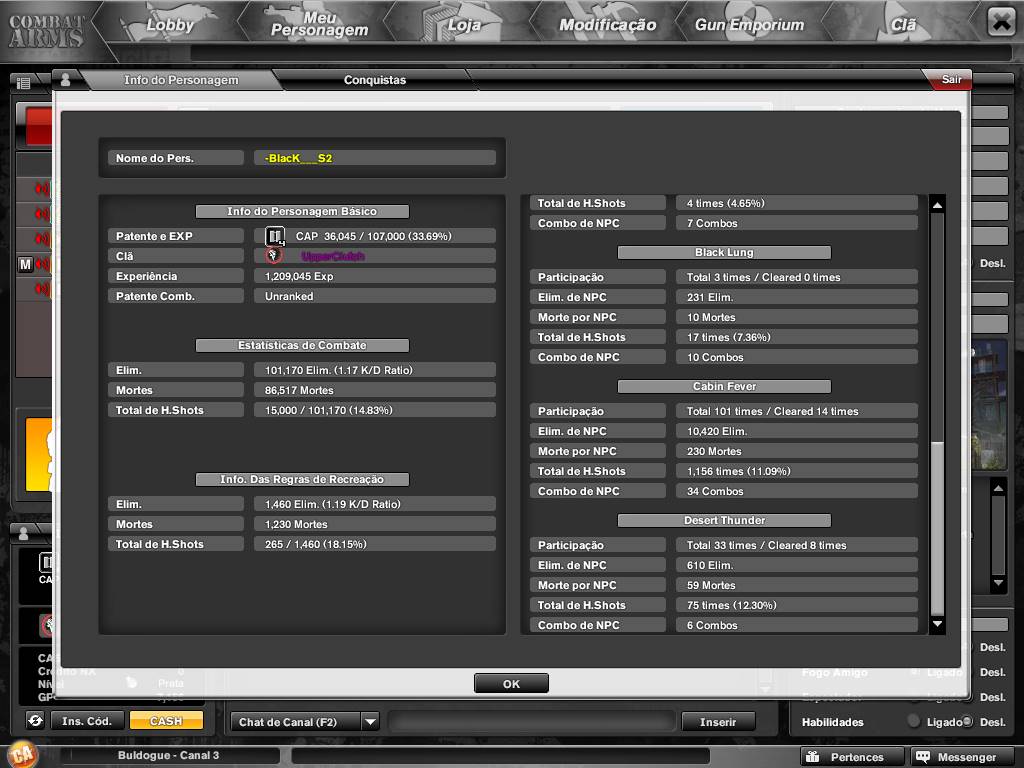 COMBAT ARMS
Lobby
Meu Personagem
Loja
Modificação
Gun Emporium
Clã
Info do Personagem
Conquistas
Sair
Nome do Pers. -BlacK___S2
Info do Personagem Básico
Patente e EXP CAP 36,045 / 107,000 (33.69%)
Clã UpperClutch
Experiência 1,209,045 Exp
Patente Comb. Unranked
Estatísticas de Combate
Elim. 101,170 Elim. (1.17 K/D Ratio)
Mortes 86,517 Mortes
Total de H.Shots 15,000 / 101,170 (14.83%)
Info. Das Regras de Recreação
Elim. 1,460 Elim. (1.19 K/D Ratio)
Mortes 1,230 Mortes
Total de H.Shots 265 / 1,460 (18.15%)
Total de H.Shots 4 times (4.65%)
Combo de NPC 7 Combos
Black Lung
Participação Total 3 times / Cleared 0 times
Elim. de NPC 231 Elim.
Morte por NPC 10 Mortes
Total de H.Shots 17 times (7.36%)
Combo de NPC 10 Combos
Cabin Fever
Participação Total 101 times / Cleared 14 times
Elim. de NPC 10,420 Elim.
Morte por NPC 230 Mortes
Total de H.Shots 1,156 times (11.09%)
Combo de NPC 34 Combos
Desert Thunder
Participação Total 33 times / Cleared 8 times
Elim. de NPC 610 Elim.
Morte por NPC 59 Mortes
Total de H.Shots 75 times (12.30%)
Combo de NPC 6 Combos
OK
M
Desl.
Desl.
Fogo Amigo Ligado Desl.
Ligado Desl.
Habilidades Ligado Desl.
Prata
Ins. Cód.
CASH
Chat de Canal (F2)
Inserir
CA
Buldogue - Canal 3
Pertences
Messenger